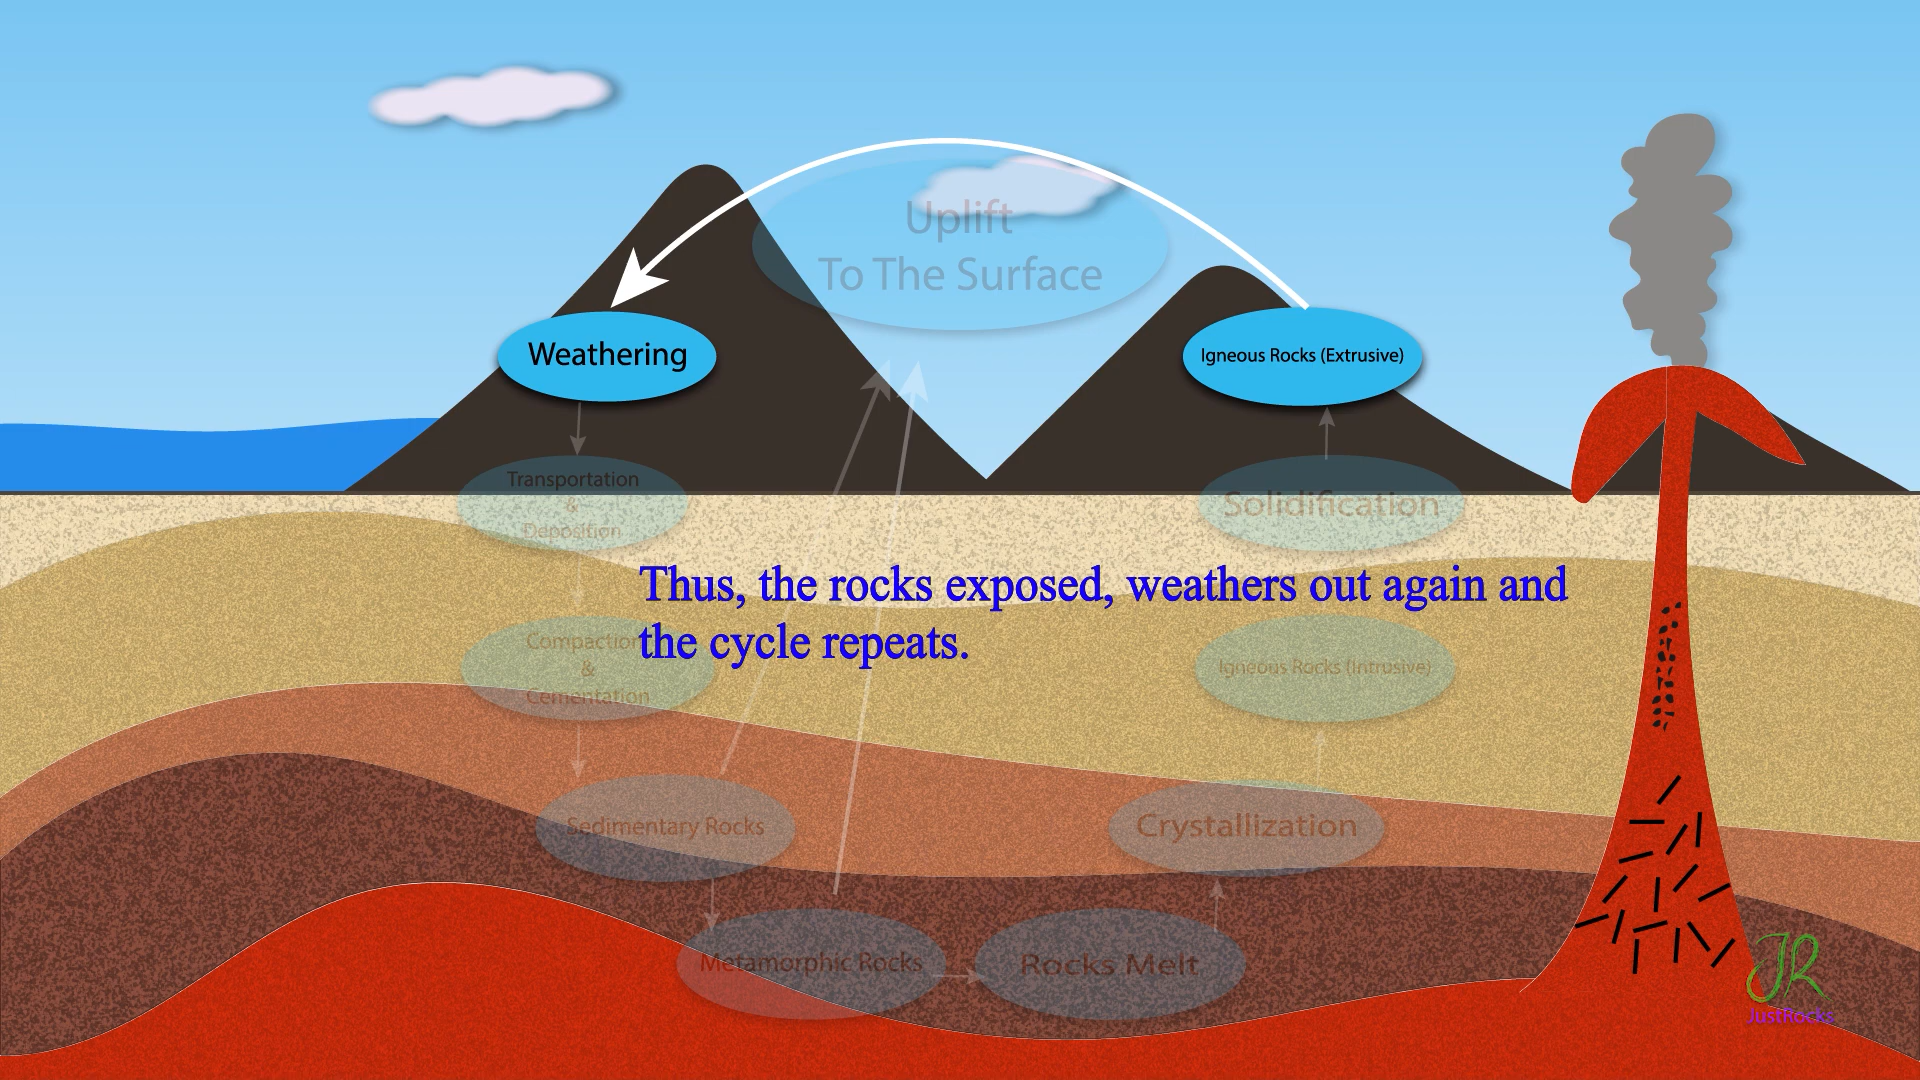 Uplift
To The Surface
Weathering
Igneous Rocks (Extrusive)
Transportation
&
Deposition
Solidification
Thus, the rocks exposed, weathers out again and
the cycle repeats.
Compaction
&
Cementation
Igneous Rocks (Intrusive)
Sedimentary Rocks
Crystallization
Metamorphic Rocks
Rocks Melt
JR
JustRocks